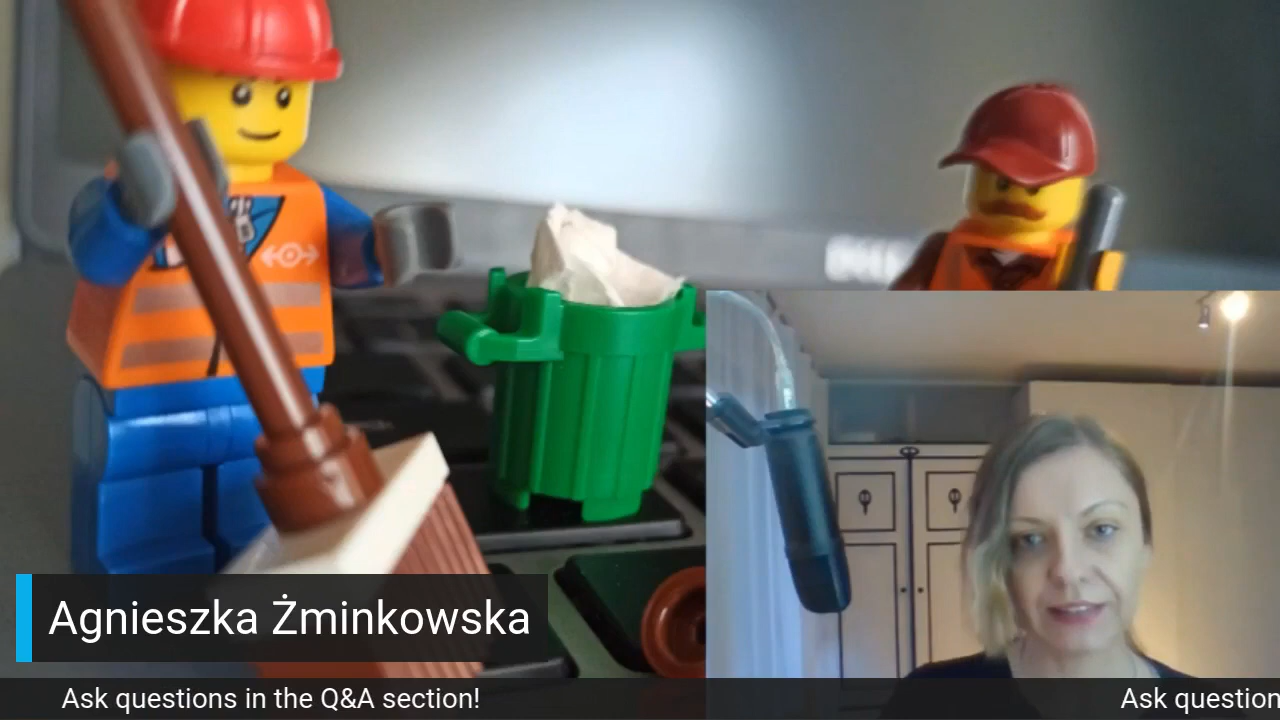 Agnieszka Żminkowska
Ask questions in the Q&A section!
Ask question